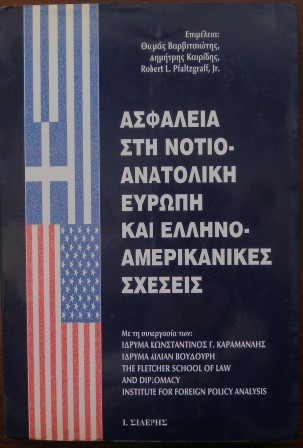 Επιμέλεια:
Θωμάς Βαρβιτσιώτης,
Δημήτρης Καιρίδης,
Robert L. Pfaltzgraff, Jr.
ΑΣΦΑΛΕΙΑ
ΣΤΗ ΝΟΤΙΟ-
ΑΝΑΤΟΛΙΚΗ
ΕΥΡΩΠΗ
ΚΑΙ ΕΛΛΗΝΟ-
ΑΜΕΡΙΚΑΝΙΚΕΣ
ΣΧΕΣΕΙΣ
Με τη συνεργασία των:
ΙΔΡΥΜΑ ΚΩΝΣΤΑΝΤΙΝΟΣ Γ. ΚΑΡΑΜΑΝΛΗΣ
ΙΔΡΥΜΑ ΛΙΛΙΑΝ ΒΟΥΔΟΥΡΗ
THE FLETCHER SCHOOL OF LAW
AND DIPLOMACY
INSTITUTE FOR FOREIGN POLICY ANALYSIS
Ι. ΣΙΔΕΡΗΣ